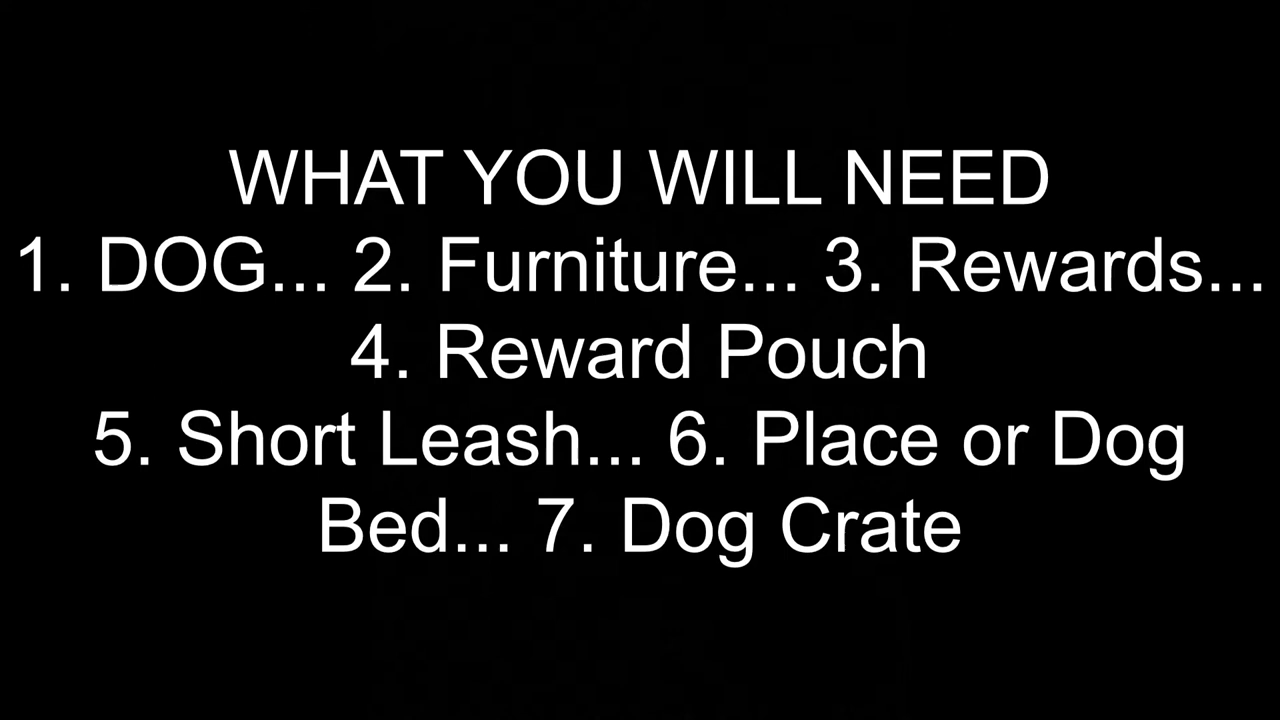 WHAT YOU WILL NEED
1. DOG... 2. Furniture... 3. Rewards...
4. Reward Pouch
5. Short Leash... 6. Place or Dog
Bed... 7. Dog Crate